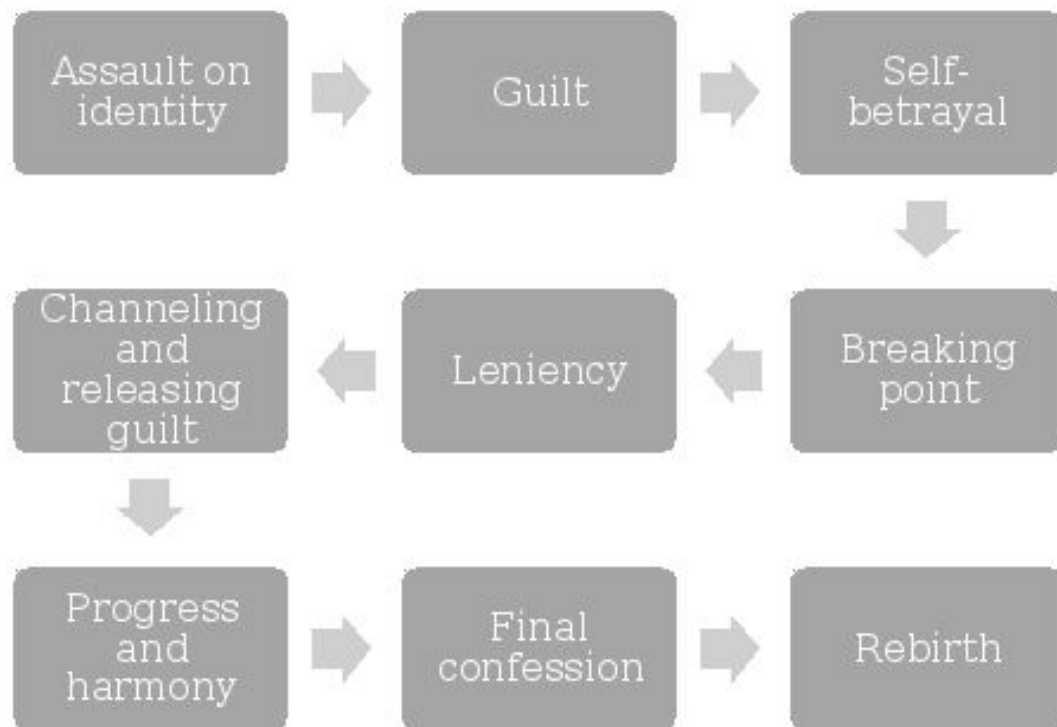 Assault on
identity
Guilt
Self-
betrayal
Breaking
point
Leniency
Channeling
and
releasing
guilt
Progress
and
harmony
Final
confession
Rebirth